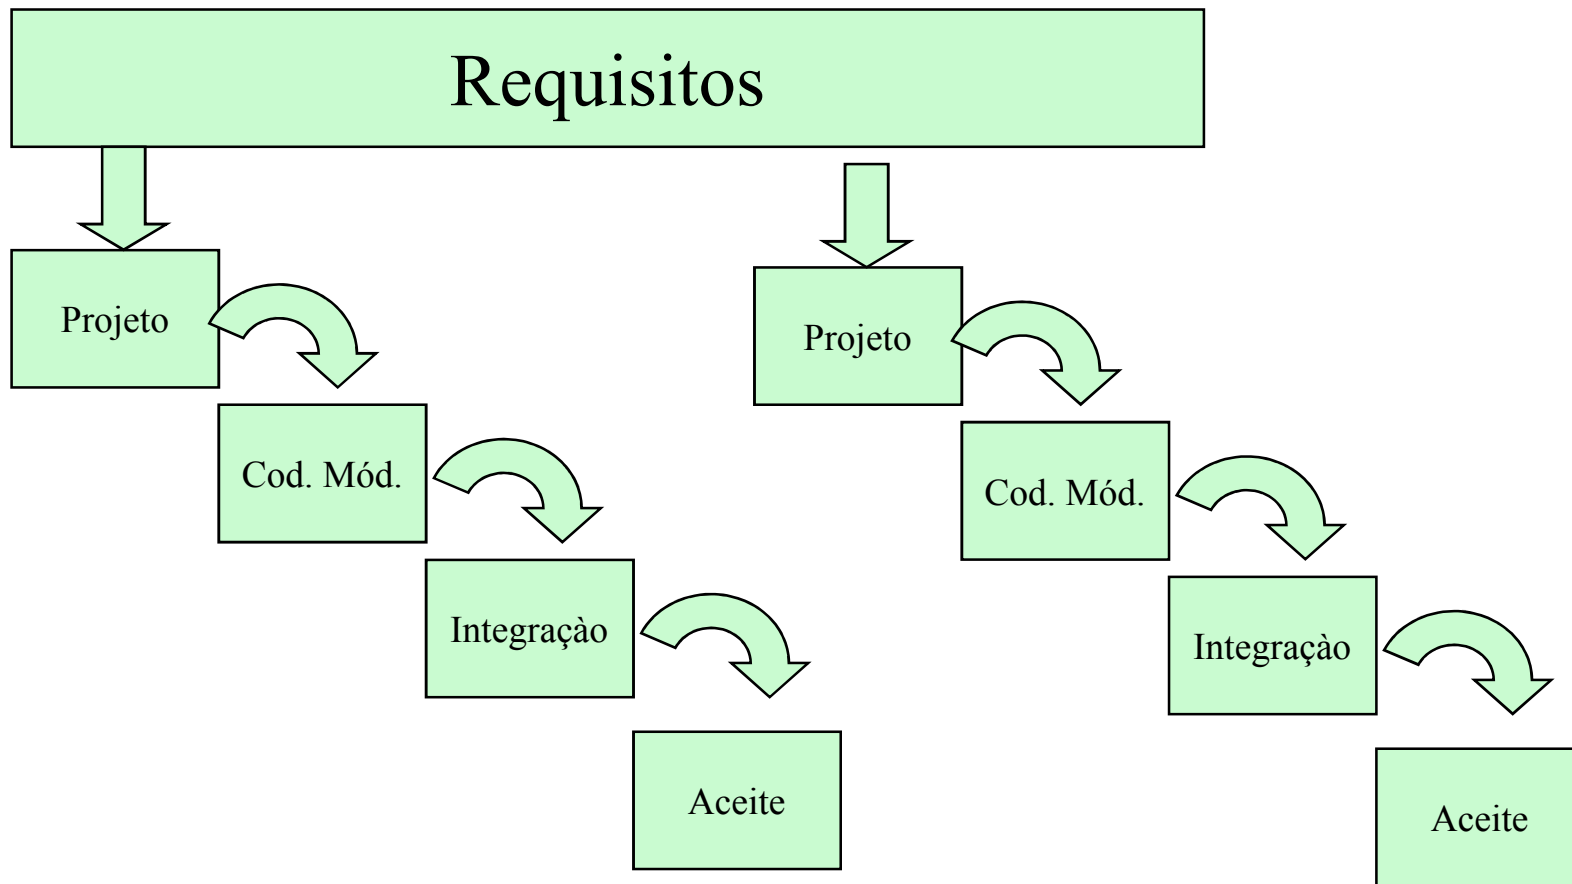 Requisitos
Projeto
Cod. Mód.
Integraçào
Aceite
Projeto
Cod. Mód.
Integraçào
Aceite